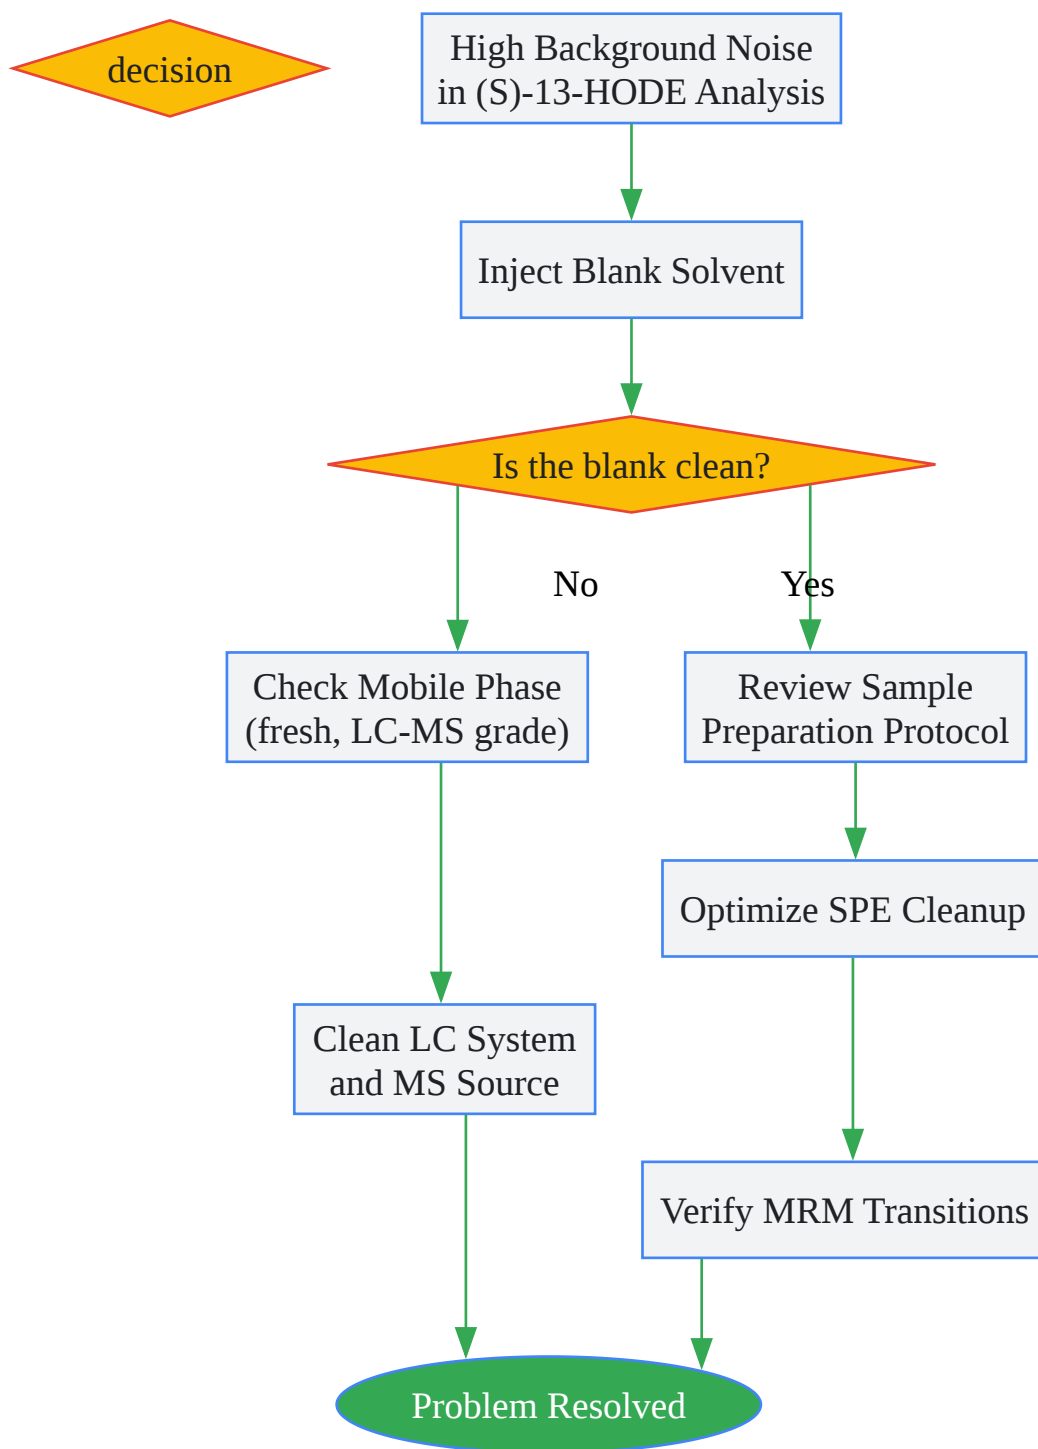 decision
High Background Noise
in (S)-13-HODE Analysis
Inject Blank Solvent
Is the blank clean?
No
Yes
Check Mobile Phase
(fresh, LC-MS grade)
Review Sample
Preparation Protocol
Optimize SPE Cleanup
Clean LC System
and MS Source
Verify MRM Transitions
Problem Resolved